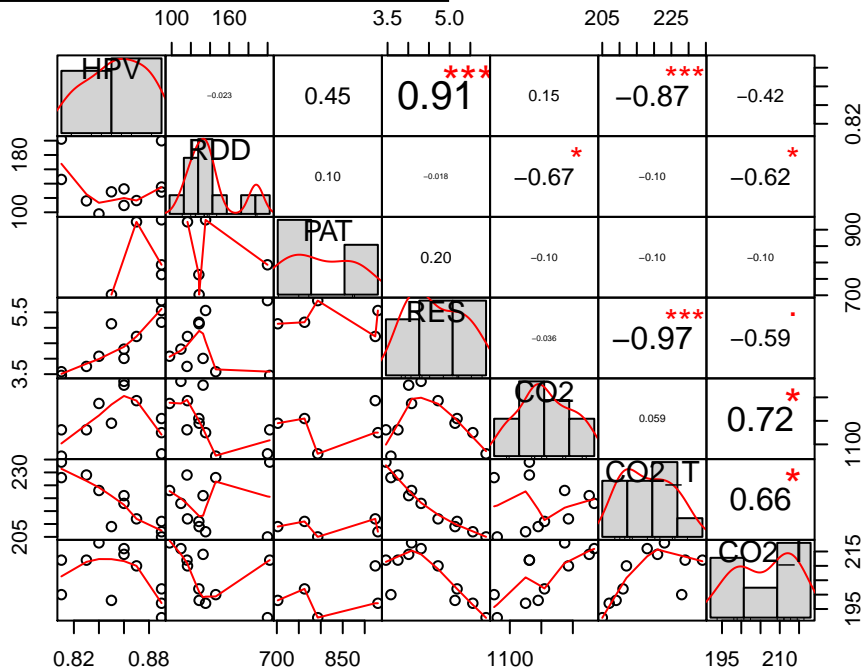 100 160 3.5 5.0 205 225
HPV −0.023 0.45 0.91 *** 0.15 −0.87 *** −0.42 0.82
180 100 RDD 0.10 −0.018 −0.67 * −0.10 −0.62 *
PAT 0.20 −0.10 −0.10 −0.10 900 700
5.5 3.5 RES −0.036 −0.97 *** −0.59 .
CO2 0.059 0.72 * 1100
230 205 CO2_T 0.66 *
CO2_ 215 195
0.82 0.88 700 850 1100 195 210